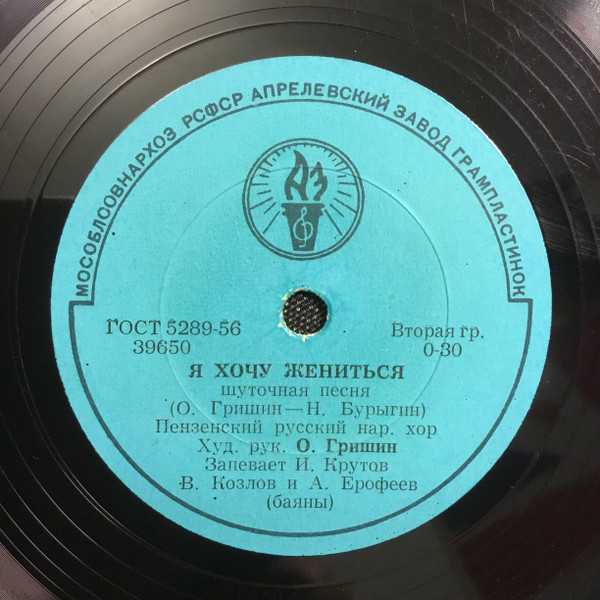 МОСОБЛСОВНАРХОЗ РСФСР АПРЕЛЕВСКИЙ ЗАВОД ГРАМПЛАСТИНОК
АЗ
ГОСТ 5289-56
39650
Вторая гр.
0-30
Я ХОЧУ ЖЕНИТЬСЯ
шуточная песня
(О. Гришин—Н. Бурыгин)
Пензенский русский нар. хор
Худ. рук. О. Гришин
Запевает И. Крутов
В. Козлов и А. Ерофеев
(баяны)